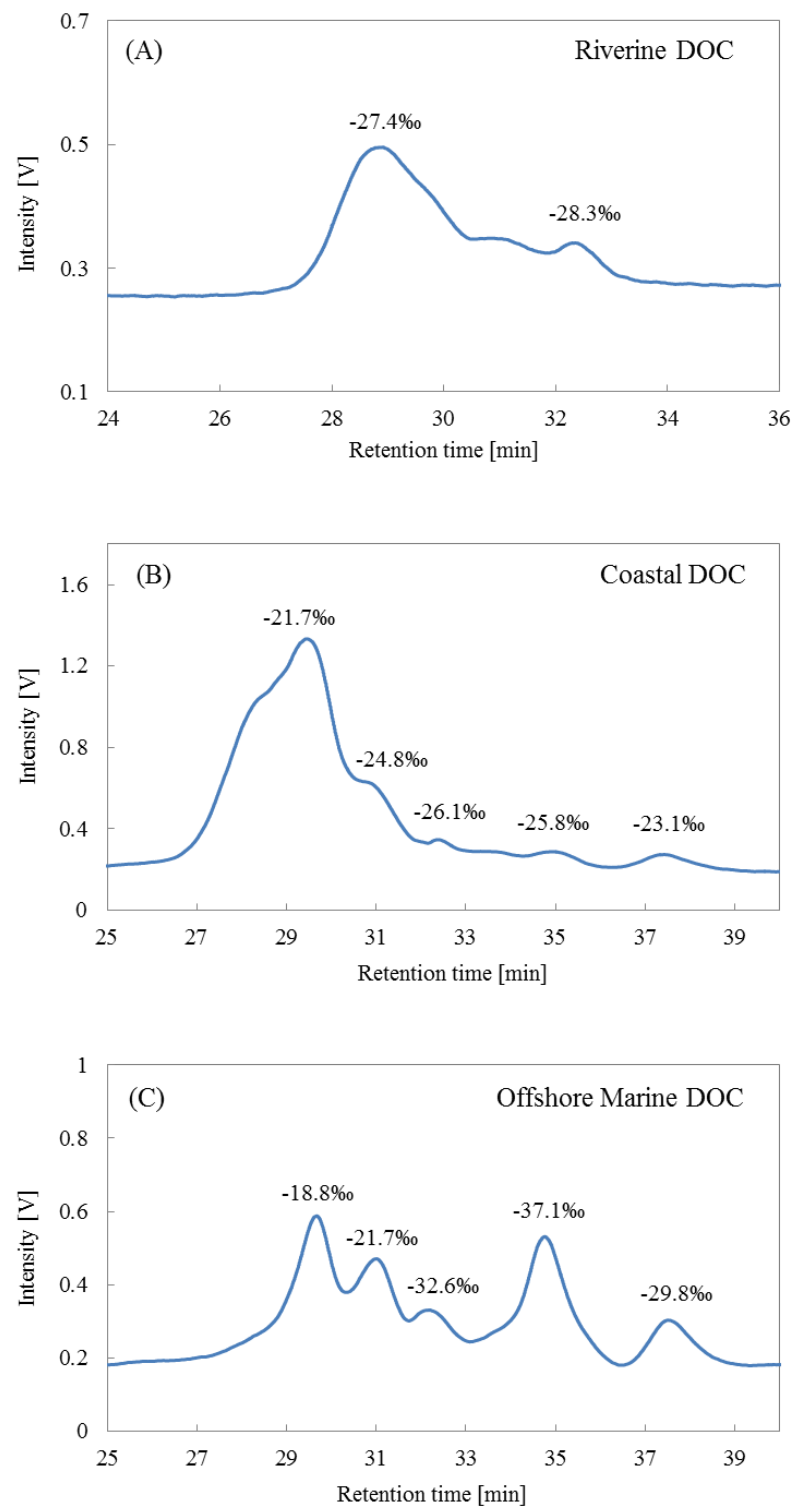 (A) Riverine DOC
0.7
-27.4‰
0.5
-28.3‰
Intensity [V]
0.3
0.1
24 26 28 30 32 34 36
Retention time [min]
(B) Coastal DOC
1.6
-21.7‰
1.2
Intensity [V]
0.8
-24.8‰
-26.1‰ -25.8‰ -23.1‰
0.4
0
25 27 29 31 33 35 37 39
Retention time [min]
1
(C) Offshore Marine DOC
0.8
-18.8‰ -37.1‰
0.6
-21.7‰
Intensity [V]
-32.6‰ -29.8‰
0.4
0.2
0
25 27 29 31 33 35 37 39
Retention time [min]